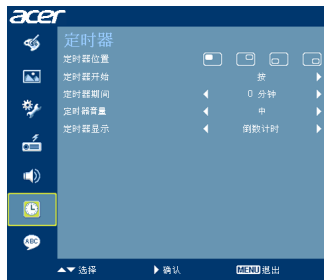 acer
定时器
定时器位置
定时器开始 按
定时器期间 0 分钟
定时器音量 中
定时器显示 倒数计时
ABC
选择 确认 MENU 退出